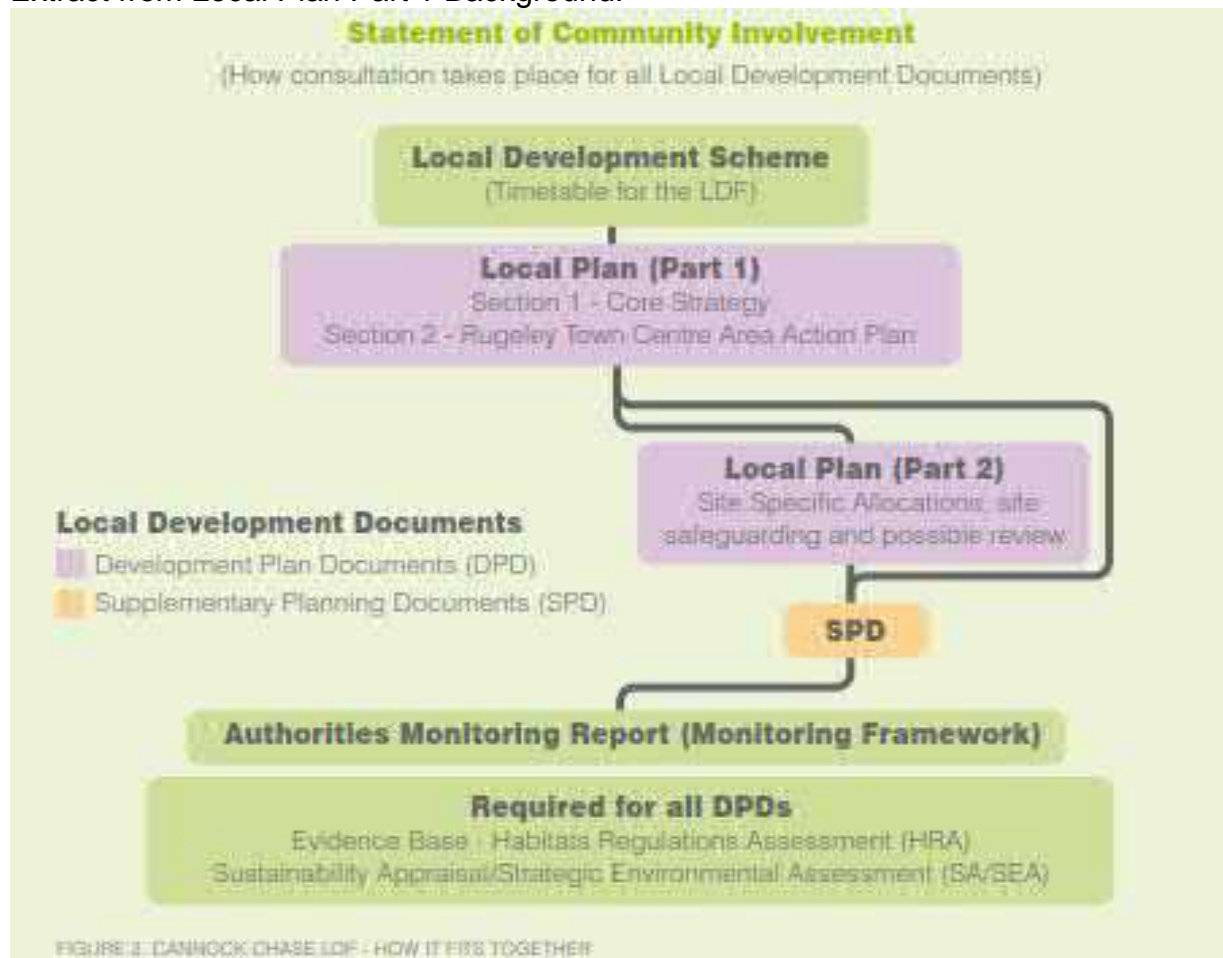 Extract from Local Plan Part 1 Background:
Statement of Community Involvement
(How consultation takes place for all Local Development Documents)
Local Development Scheme
(Timetable for the LDF)
Local Plan (Part 1)
Section 1 - Core Strategy
Section 2 - Rugeley Town Centre Area Action Plan
Local Plan (Part 2)
Site Specific Allocations, site
safeguarding and possible review
Local Development Documents
Development Plan Documents (DPD)
Supplementary Planning Documents (SPD)
SPD
Authorities Monitoring Report (Monitoring Framework)
Required for all DPDs
Evidence Base - Habitats Regulations Assessment (HRA)
Sustainability Appraisal/Strategic Environmental Assessment (SA/SEA)
FIGURE CANNOCK CHASE LDF - HOW IT FITS TOGETHER